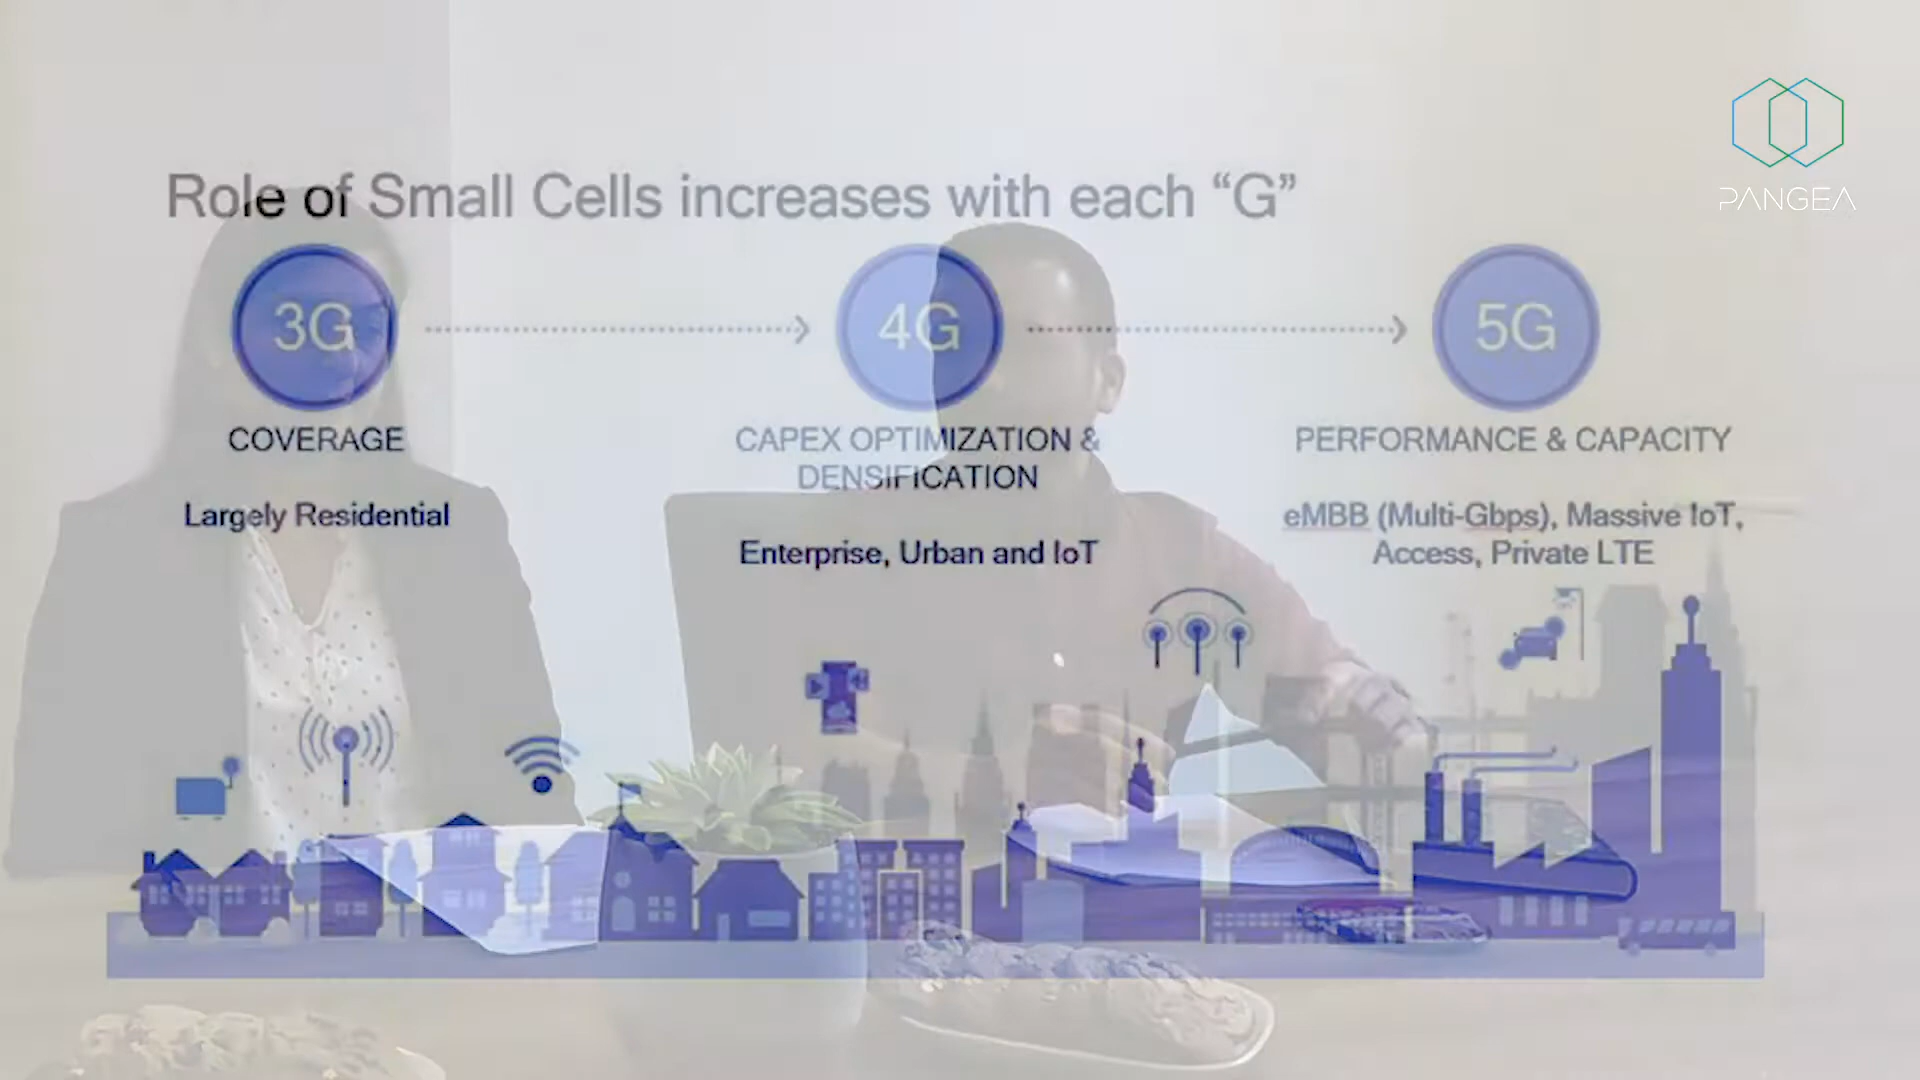 PANGEA
Role of Small Cells increases with each “G”
3G
4G
5G
COVERAGE
CAPEX OPTIMIZATION &
DENSIFICATION
PERFORMANCE & CAPACITY
Largely Residential
Enterprise, Urban and IoT
eMBB (Multi-Gbps), Massive IoT,
Access, Private LTE